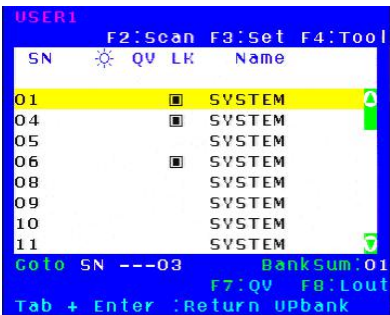 USER1
F2:Scan F3:Set F4:Tool
SN QV LK Name
01 SYSTEM
04 SYSTEM
05 SYSTEM
06 SYSTEM
08 SYSTEM
09 SYSTEM
10 SYSTEM
11 SYSTEM
Goto SN ---03 BankSum:01
F7:QV F8:Lout
Tab + Enter :Return UPbank